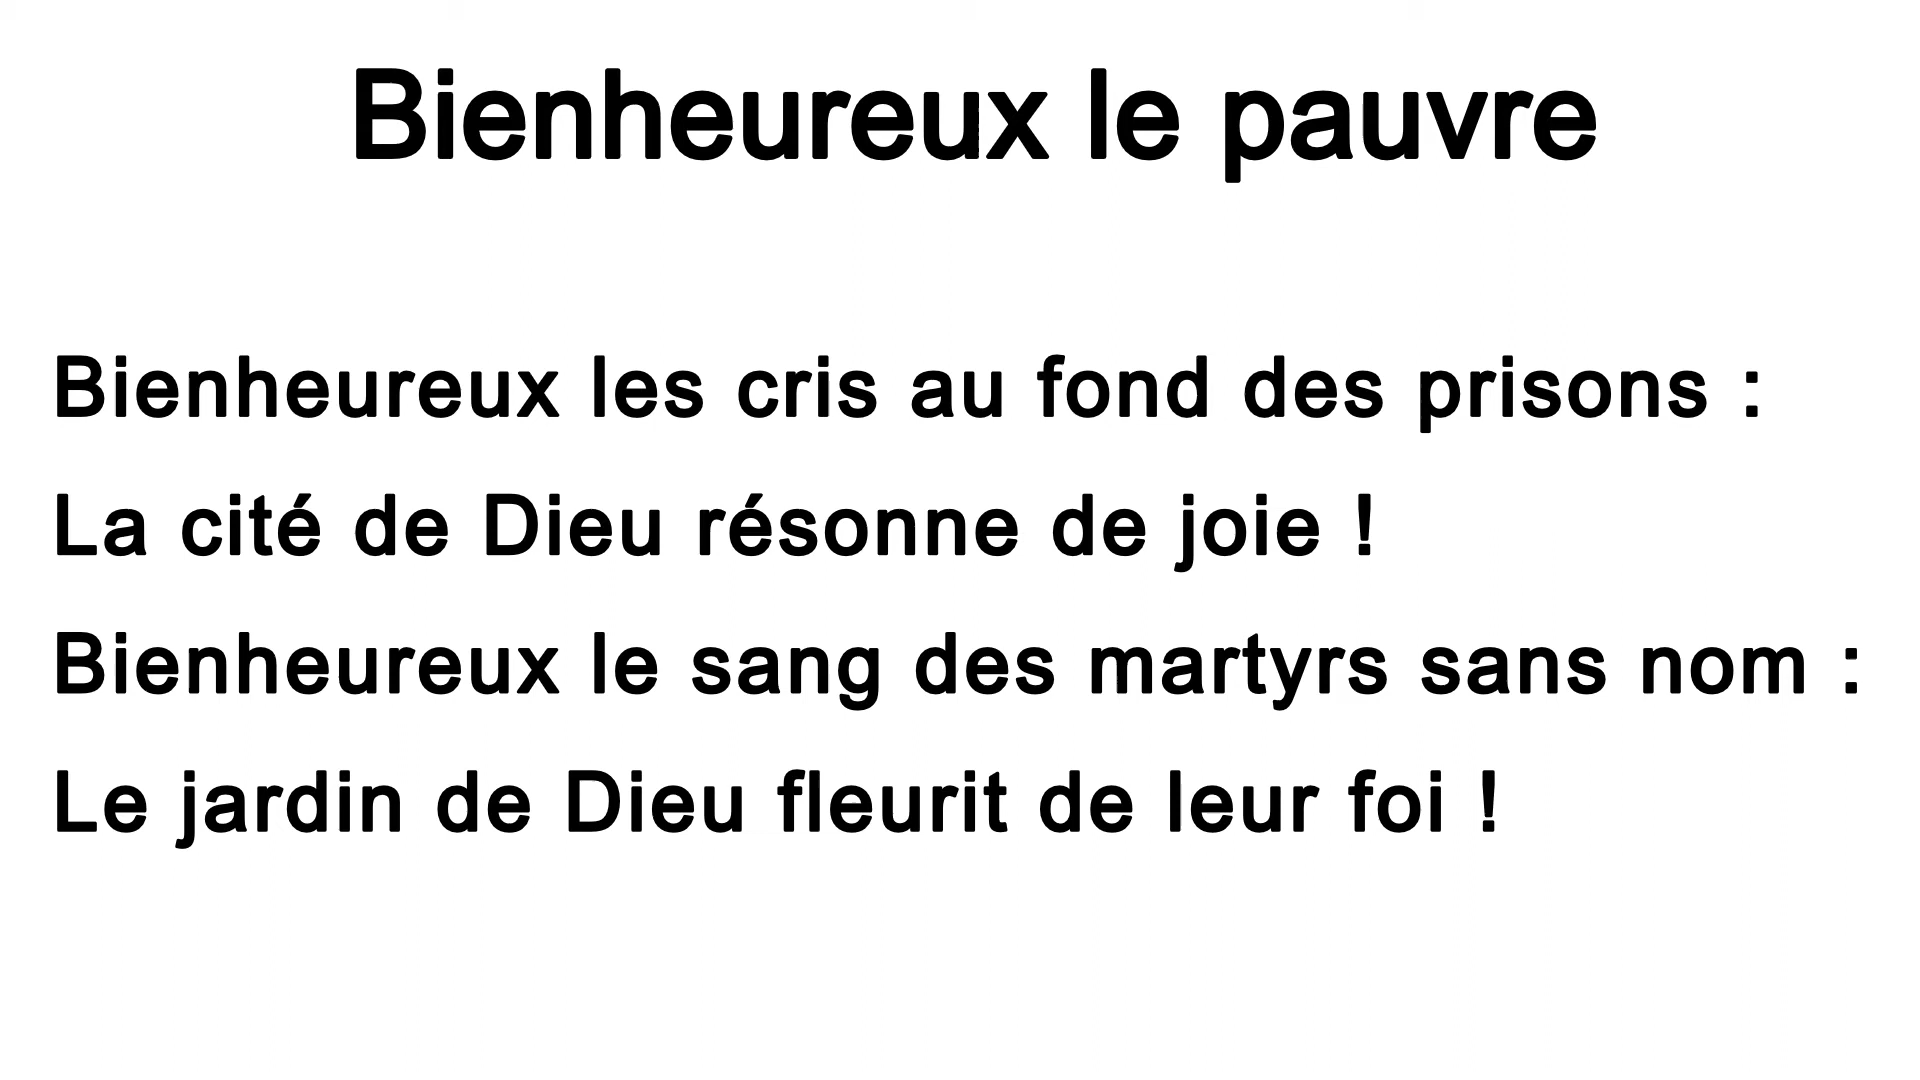 Bienheureux le pauvre
Bienheureux les cris au fond des prisons :
La cité de Dieu résonne de joie !
Bienheureux le sang des martyrs sans nom :
Le jardin de Dieu fleurit de leur foi !